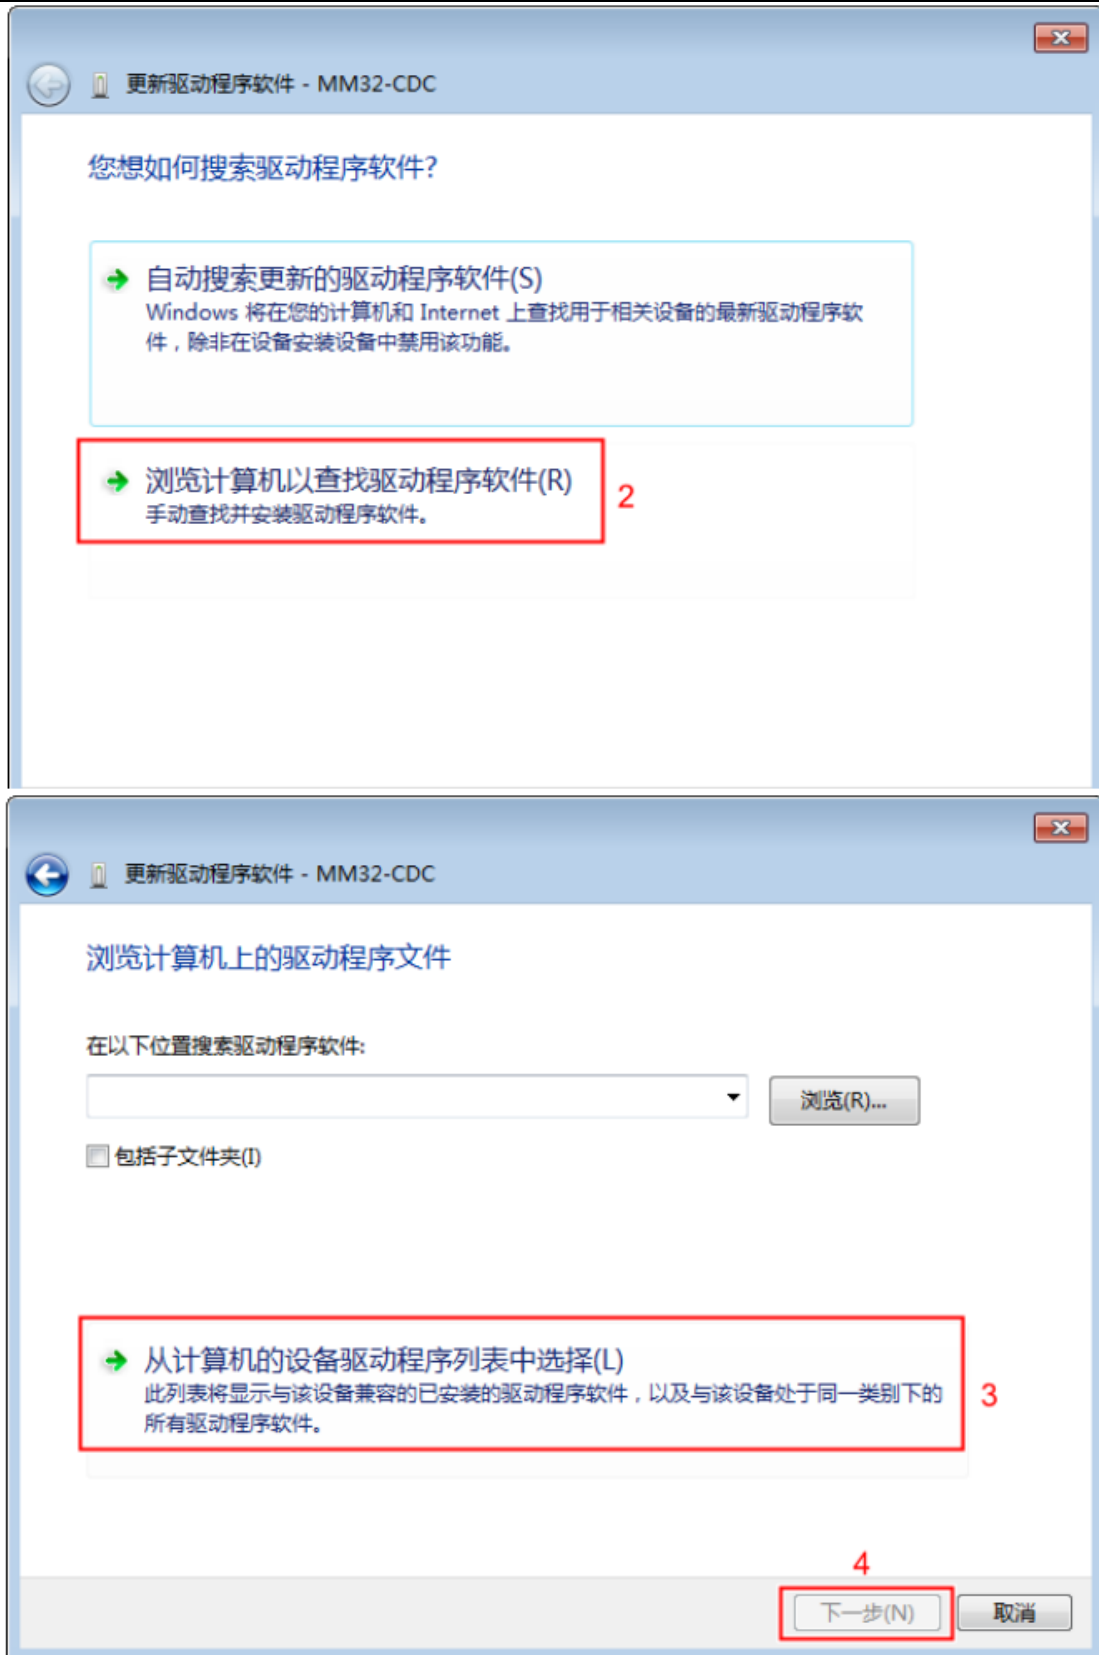 更新驱动程序软件 - MM32-CDC
您想如何搜索驱动程序软件?
自动搜索更新的驱动程序软件(S)
Windows 将在您的计算机和 Internet 上查找用于相关设备的最新驱动程序软
件，除非在设备安装设备中禁用该功能。
浏览计算机以查找驱动程序软件(R)
手动查找并安装驱动程序软件。
2
更新驱动程序软件 - MM32-CDC
浏览计算机上的驱动程序文件
在以下位置搜索驱动程序软件:
浏览(R)...
包括子文件夹(I)
从计算机的设备驱动程序列表中选择(L)
此列表将显示与该设备兼容的已安装的驱动程序软件，以及与该设备处于同一类别下的
所有驱动程序软件。
3
4
下一步(N)
取消